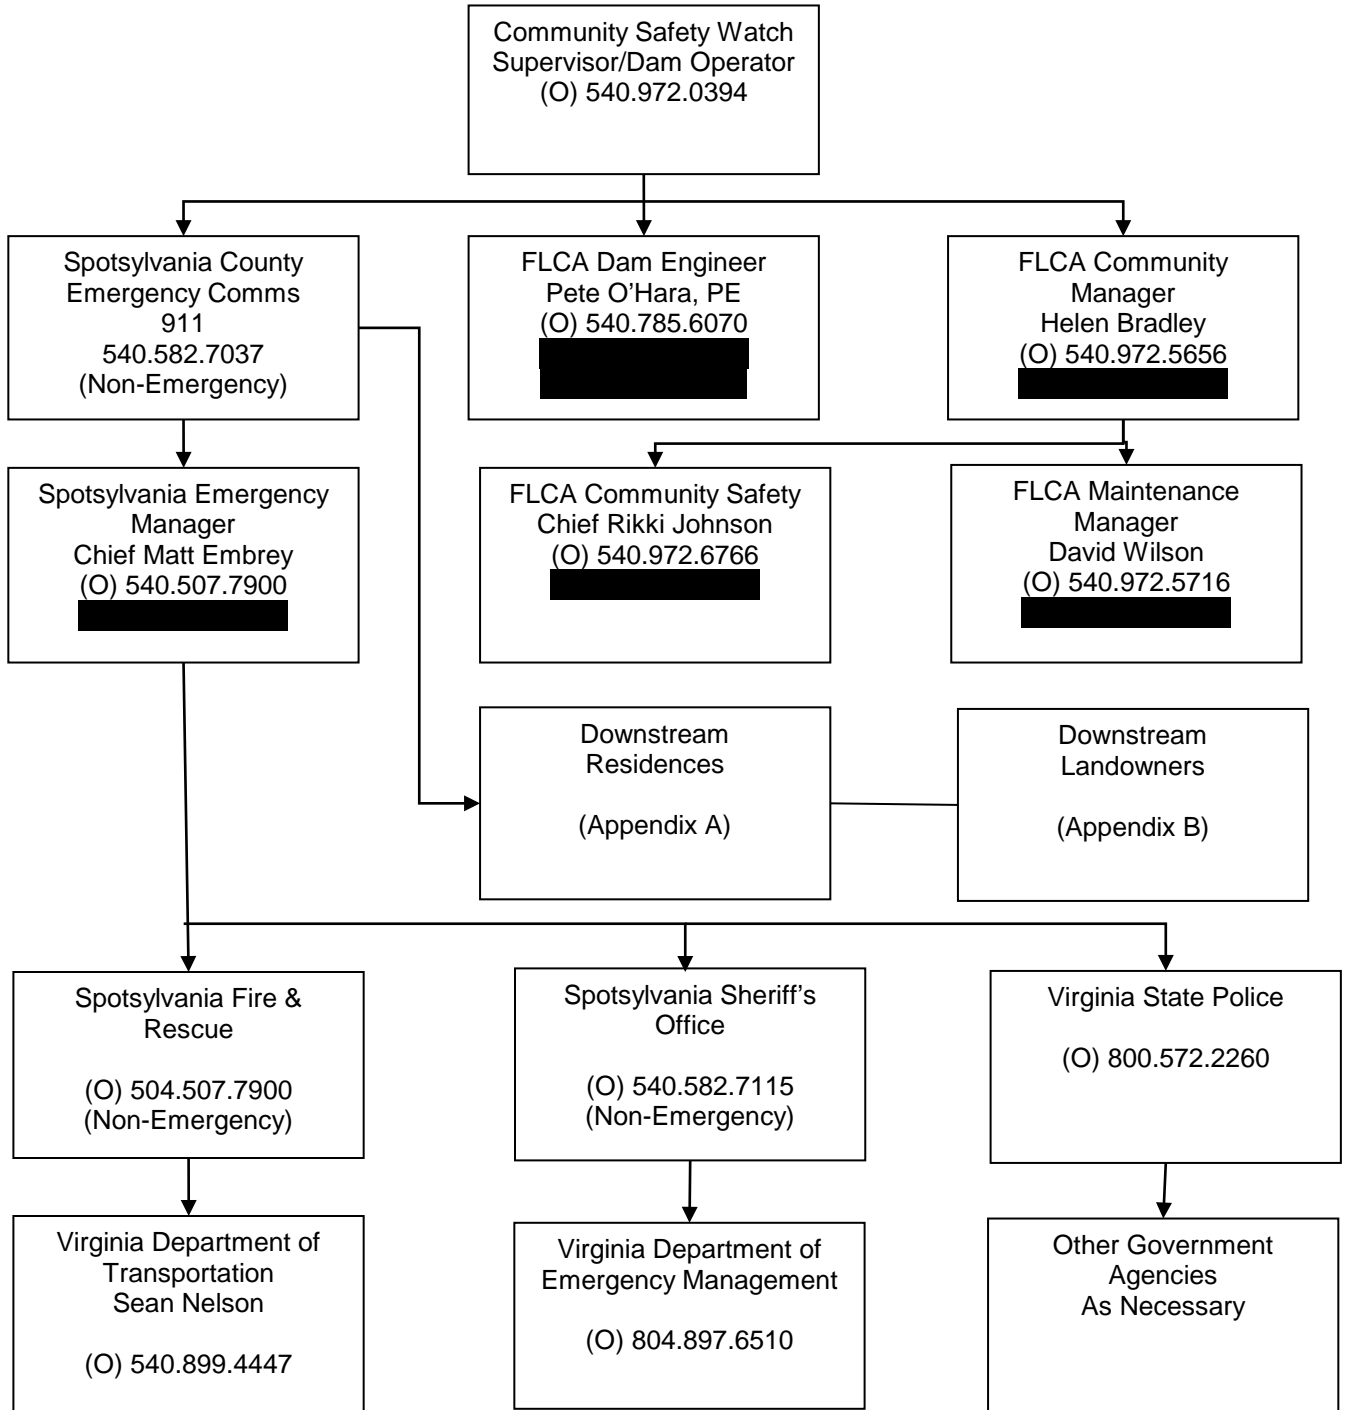 Community Safety Watch
Supervisor/Dam Operator
(O) 540.972.0394
Spotsylvania County
Emergency Comms
911
540.582.7037
(Non-Emergency)
FLCA Dam Engineer
Pete O'Hara, PE
(O) 540.785.6070
FLCA Community
Manager
Helen Bradley
(O) 540.972.5656
Spotsylvania Emergency
Manager
Chief Matt Embrey
(O) 540.507.7900
FLCA Community Safety
Chief Rikki Johnson
(O) 540.972.6766
FLCA Maintenance
Manager
David Wilson
(O) 540.972.5716
Downstream
Residences
(Appendix A)
Downstream
Landowners
(Appendix B)
Spotsylvania Fire &
Rescue
(O) 504.507.7900
(Non-Emergency)
Spotsylvania Sheriff's
Office
(O) 540.582.7115
(Non-Emergency)
Virginia State Police
(O) 800.572.2260
Virginia Department of
Transportation
Sean Nelson
(O) 540.899.4447
Virginia Department of
Emergency Management
(O) 804.897.6510
Other Government
Agencies
As Necessary